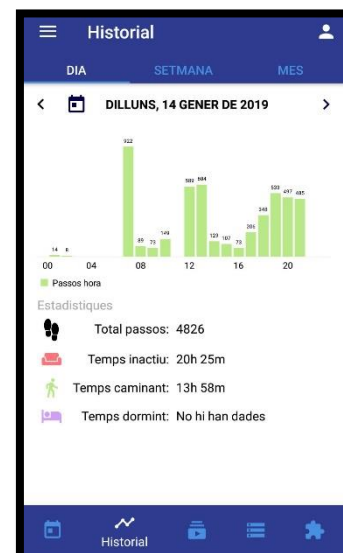 Historial
DIA SETMANA MES
DILLUNS, 14 GENER DE 2019
922
589 604
533 497 485
348
206
149
129 107
89 73 73
14 6
00 04 08 12 16 20
Passos hora
Estadístiques
Total passos: 4826
Temps inactiu: 20h 25m
Temps caminant: 13h 58m
Temps dormint: No hi han dades
Historial